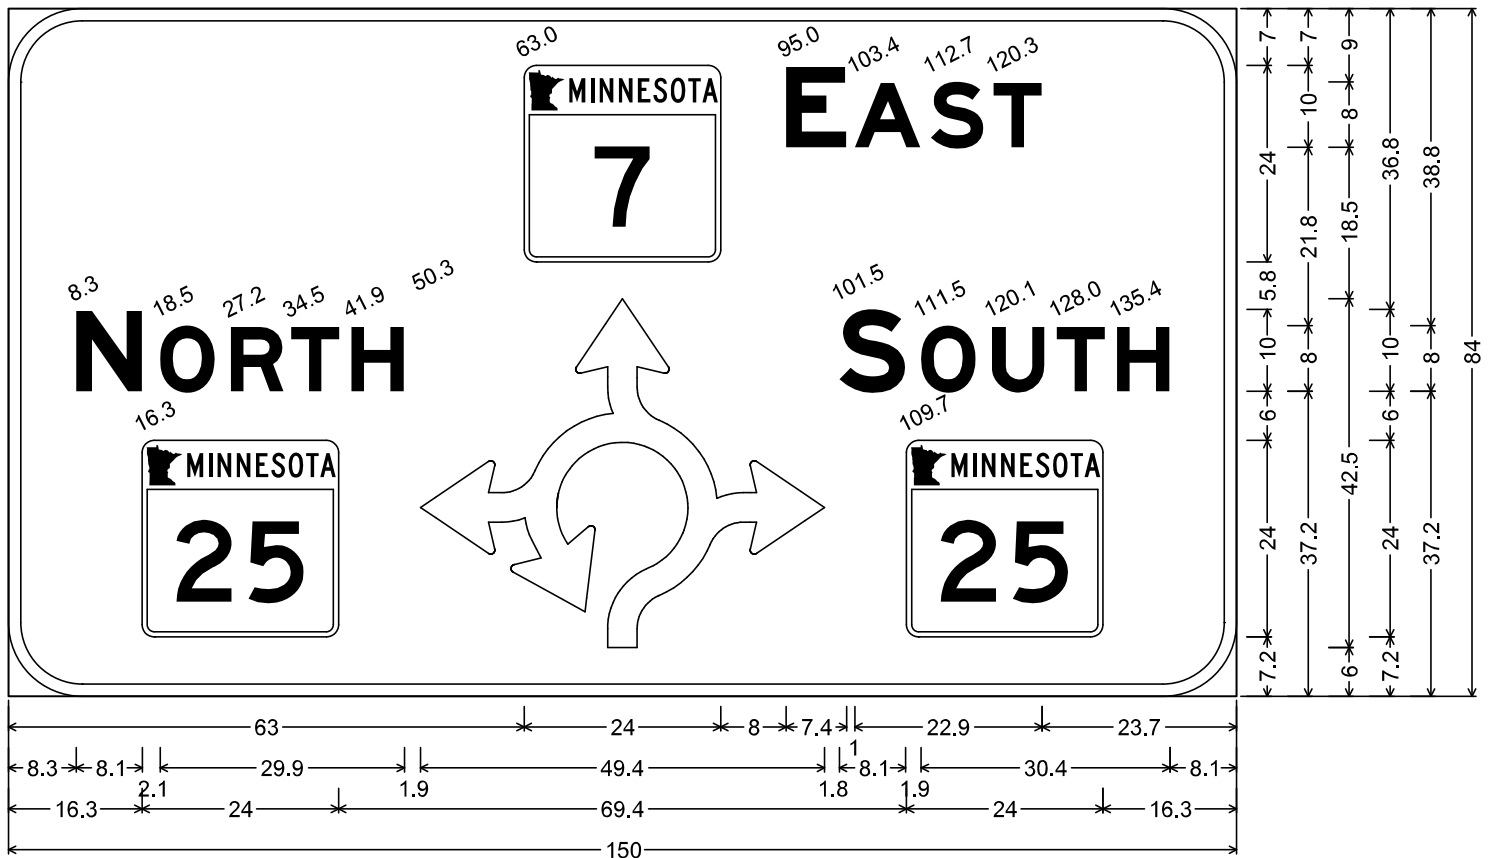 63.0 95.0 103.4 112.7 120.3
MINNESOTA EAST
7
8.3 18.5 27.2 34.5 41.9 50.3 101.5 111.5 120.1 128.0 135.4
NORTH SOUTH
16.3 109.7
MINNESOTA MINNESOTA
25 25
7 24 5.8 10 6 24 7.2
7 10 21.8 8 37.2
9 8 18.5 42.5 6
36.8 10 6 24 7.2
38.8 8 37.2
84
63 24 8 7.4 1 22.9 23.7
8.3 8.1 2.1 29.9 1.9 49.4 1.8 8.1 1.9 30.4 8.1
16.3 24 69.4 24 16.3
150